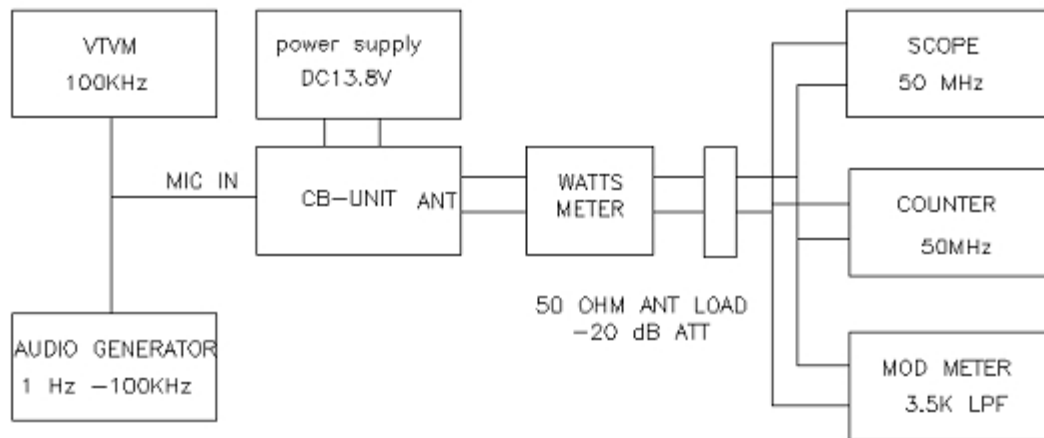 VTVM
100KHz
power supply
DC13.8V
SCOPE
50 MHz
MIC IN
CB-UNIT
ANT
WATTS
METER
COUNTER
50MHz
50 OHM ANT LOAD
-20 dB ATT
AUDIO GENERATOR
1 Hz -100KHz
MOD METER
3.5K LPF